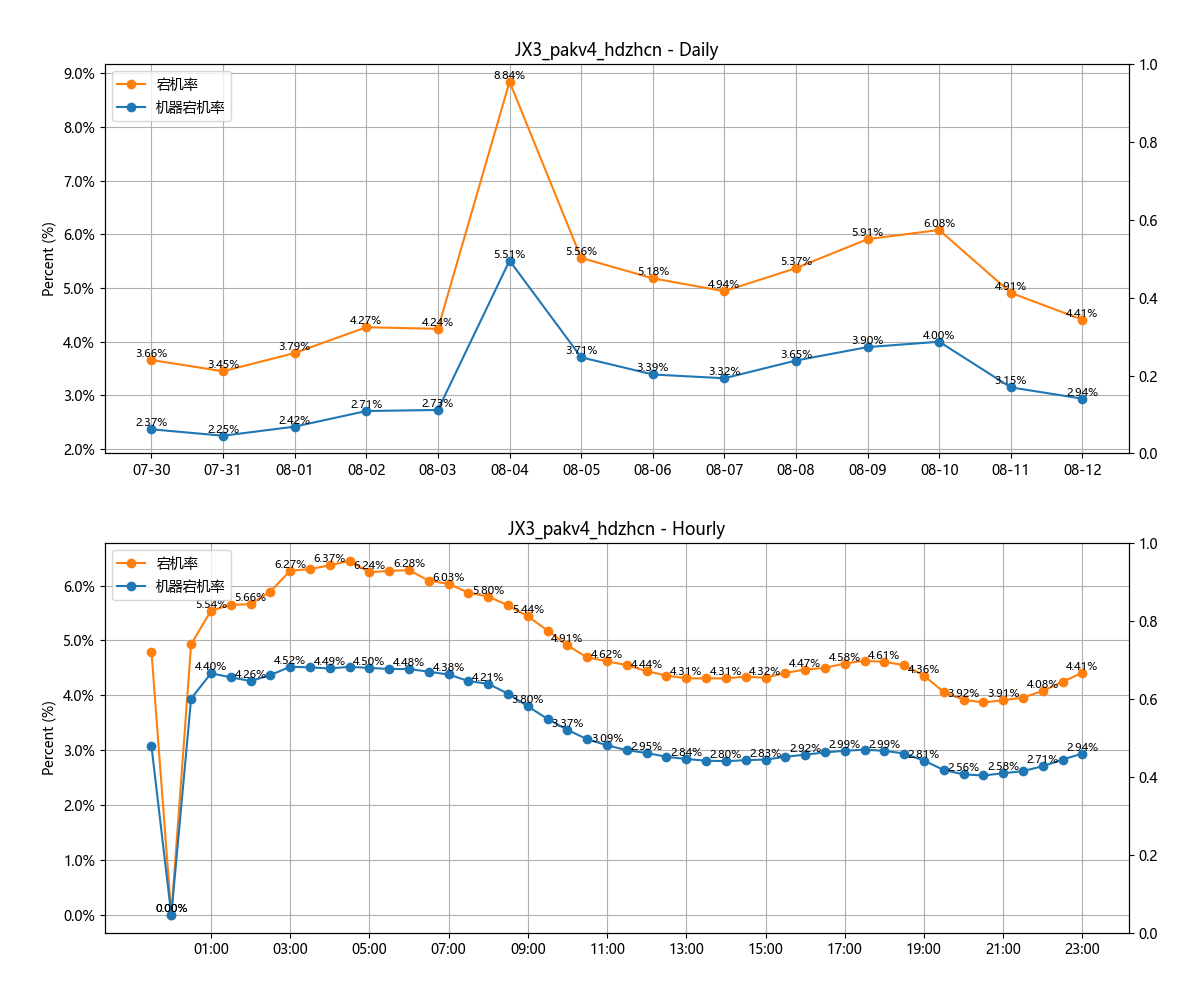 JX3_pakv4_hdzhcn - Daily
宕机率
机器宕机率
Percent (%)
9.0%
8.0%
7.0%
6.0%
5.0%
4.0%
3.0%
2.0%
1.0
0.8
0.6
0.4
0.2
0.0
3.66% 3.45% 3.79% 4.27% 4.24% 8.84% 5.56% 5.18% 4.94% 5.37% 5.91% 6.08% 4.91% 4.41%
2.37% 2.25% 2.42% 2.71% 2.73% 5.51% 3.71% 3.39% 3.32% 3.65% 3.90% 4.00% 3.15% 2.94%
07-30 07-31 08-01 08-02 08-03 08-04 08-05 08-06 08-07 08-08 08-09 08-10 08-11 08-12
JX3_pakv4_hdzhcn - Hourly
宕机率
机器宕机率
Percent (%)
6.0%
5.0%
4.0%
3.0%
2.0%
1.0%
0.0%
1.0
0.8
0.6
0.4
0.2
0.0
0.00% 5.54% 5.66% 6.27% 6.37% 6.24% 6.28% 6.03% 5.80% 5.44% 4.91% 4.62% 4.44% 4.31% 4.31% 4.32% 4.47% 4.58% 4.61% 4.36% 3.92% 3.91% 4.08% 4.41%
0.00% 4.40% 4.26% 4.52% 4.49% 4.50% 4.48% 4.38% 4.21% 3.80% 3.37% 3.09% 2.95% 2.84% 2.80% 2.83% 2.92% 2.99% 2.99% 2.81% 2.56% 2.58% 2.71% 2.94%
01:00 03:00 05:00 07:00 09:00 11:00 13:00 15:00 17:00 19:00 21:00 23:00